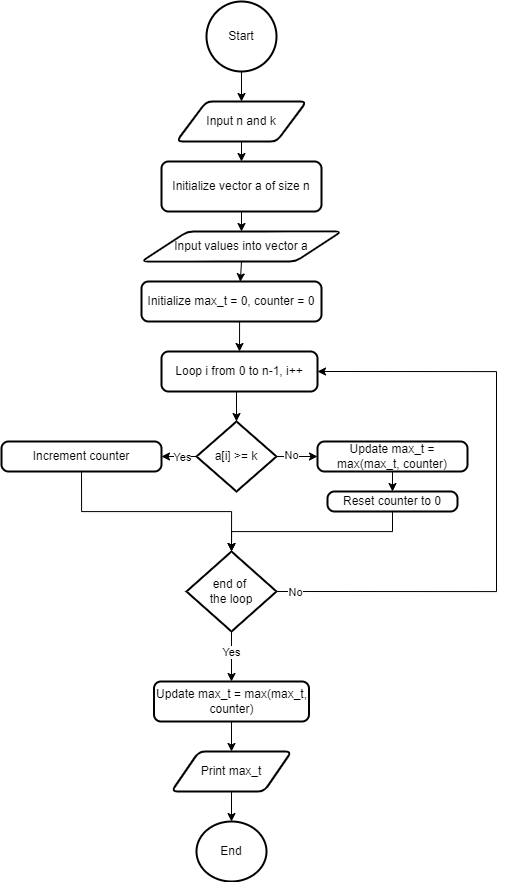 Start
Input n and k
Initialize vector a of size n
Input values into vector a
Initialize max_t = 0, counter = 0
Loop i from 0 to n-1, i++
Increment counter
Yes
a[i] >= k
No
Update max_t =
max(max_t, counter)
Reset counter to 0
end of
the loop
No
Yes
Update max_t = max(max_t,
counter)
Print max_t
End